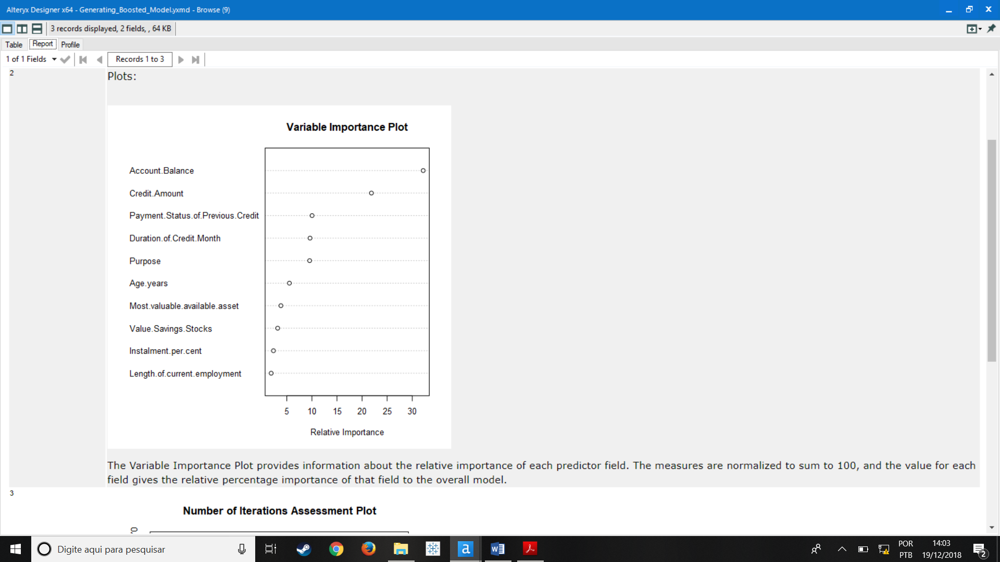 Alteryx Designer x64 - Generating_Boosted_Model.yxmd - Browse (9)
3 records displayed, 2 fields, , 64 KB
Table Report Profile
1 of 1 Fields Records 1 to 3
2
Plots:
Variable Importance Plot
Account.Balance
Credit.Amount
Payment.Status.of.Previous.Credit
Duration.of.Credit.Month
Purpose
Age.years
Most.valuable.available.asset
Value.Savings.Stocks
Instalment.per.cent
Length.of.current.employment
5 10 15 20 25 30
Relative Importance
The Variable Importance Plot provides information about the relative importance of each predictor field. The measures are normalized to sum to 100, and the value for each
field gives the relative percentage importance of that field to the overall model.
3
Number of Iterations Assessment Plot
Digite aqui para pesquisar
POR
PTB
14:03
19/12/2018
2